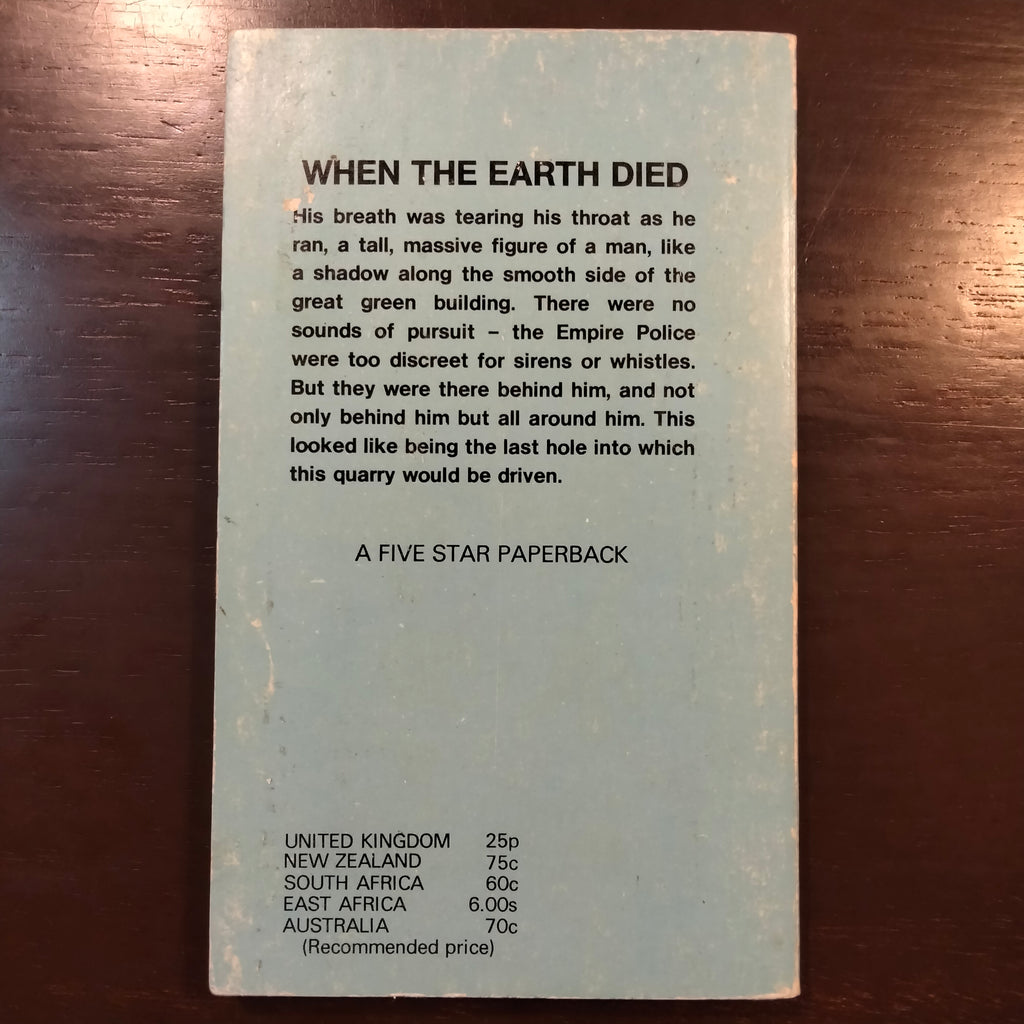 WHEN THE EARTH DIED
His breath was tearing his throat as he
ran, a tall, massive figure of a man, like
a shadow along the smooth side of the
great green building. There were no
sounds of pursuit – the Empire Police
were too discreet for sirens or whistles.
But they were there behind him, and not
only behind him but all around him. This
looked like being the last hole into which
this quarry would be driven.
A FIVE STAR PAPERBACK
UNITED KINGDOM 25p
NEW ZEALAND 75c
SOUTH AFRICA 60c
EAST AFRICA 6.00s
AUSTRALIA 70c
(Recommended price)